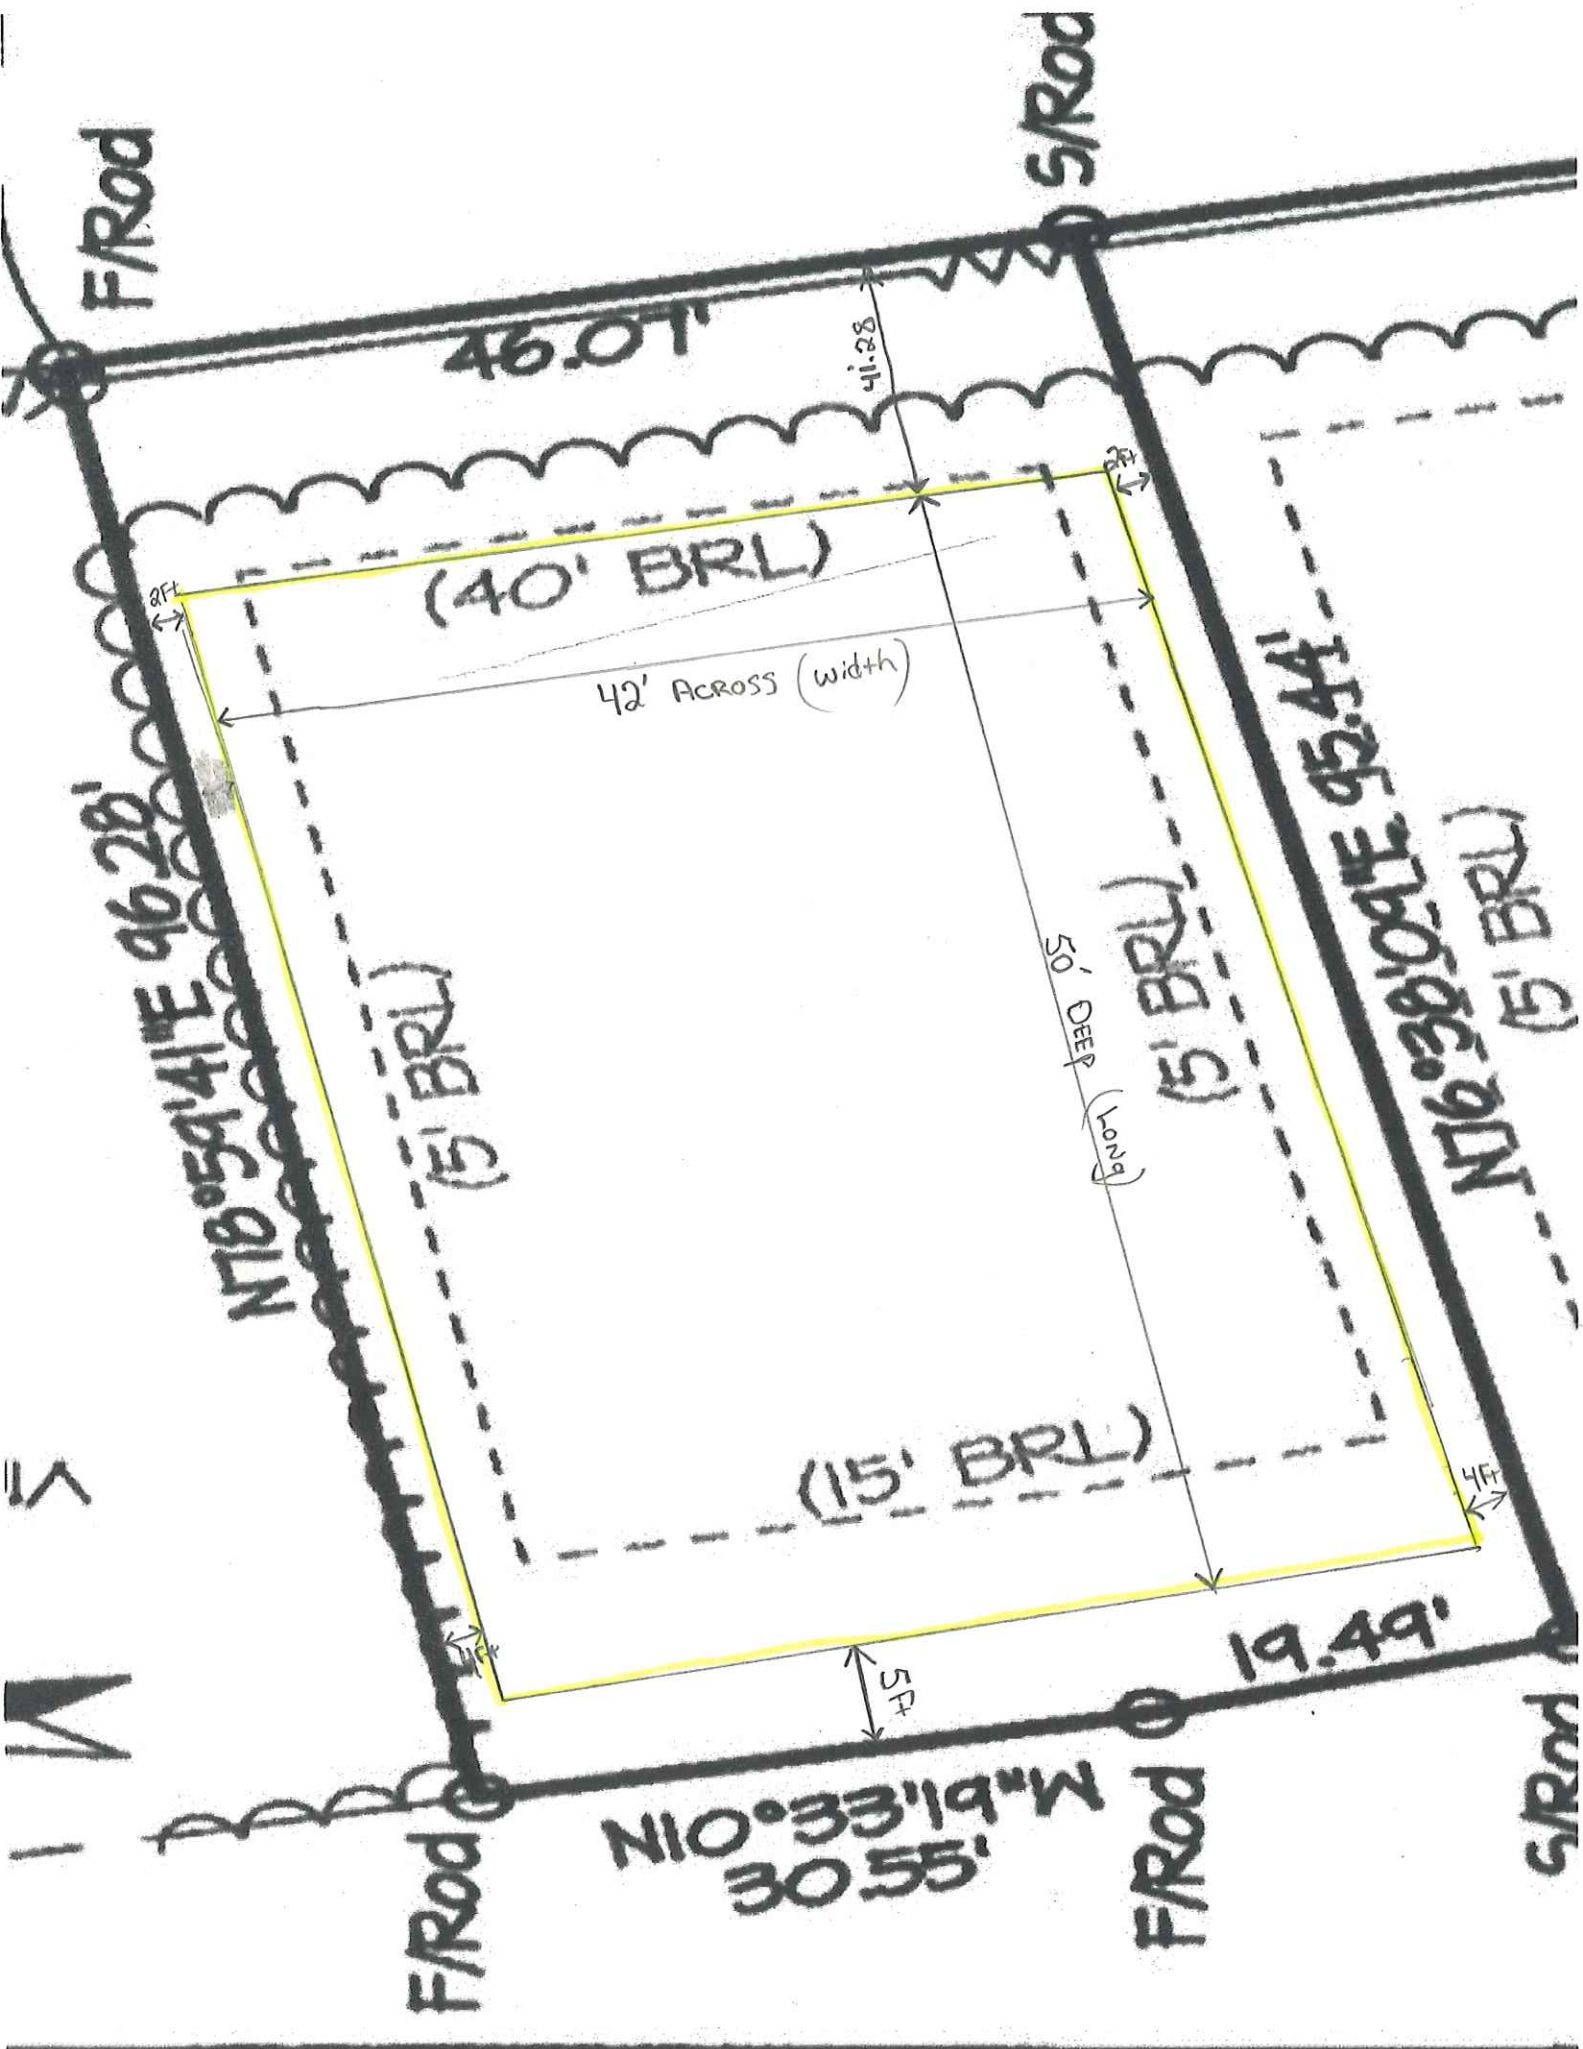 F/Rod
S/Rod
46.07'
41.28
2Ft
2Ft
(40' BRL)
42' ACROSS (width)
N78°59'41"E 96.28'
N76°38'09"E 95.44'
(5' BRL)
(5' BRL)
(5' BRL)
50' DEEP (LONG)
(15' BRL)
4Ft
5Ft
19.49'
N10°33'19"W
30.55'
F/Rod
F/Rod
S/Rod